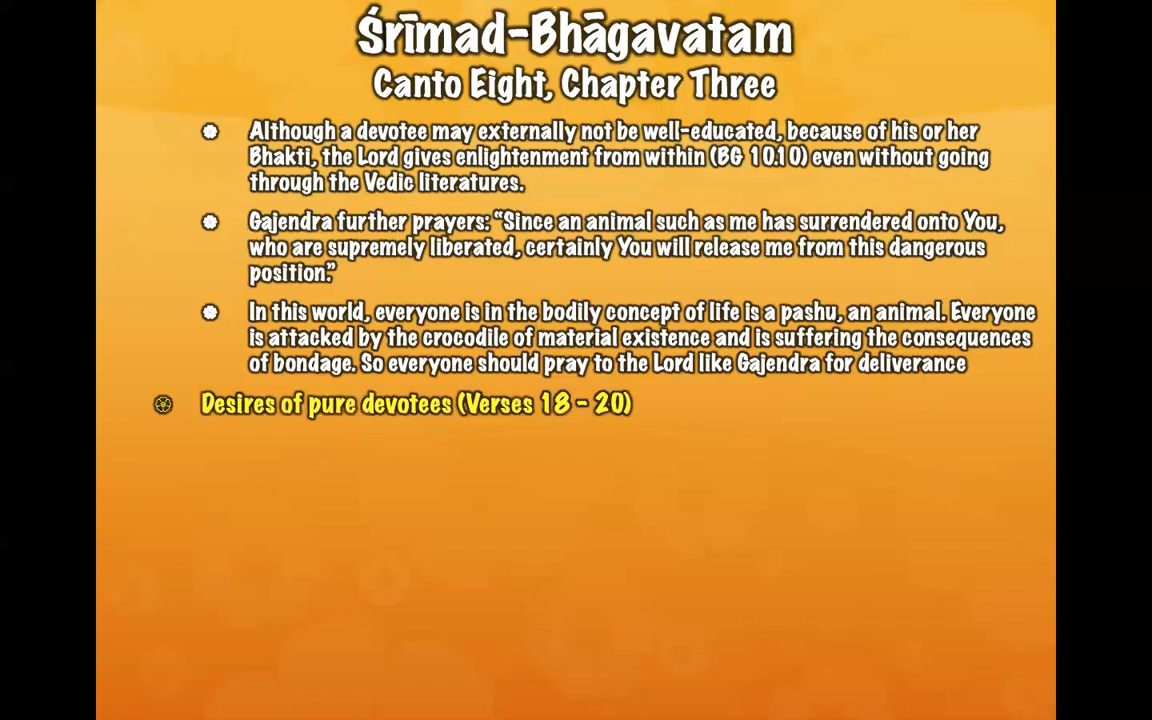 Śrīmad-Bhāgavatam
Canto Eight, Chapter Three
Although a devotee may externally not be well-educated, because of his or her
Bhakti, the Lord gives enlightenment from within (BG 10.10) even without going
through the Vedic literatures.
Gajendra further prayers: “Since an animal such as me has surrendered onto You,
who are supremely liberated, certainly You will release me from this dangerous
position.”
In this world, everyone is in the bodily concept of life is a pashu, an animal. Everyone
is attacked by the crocodile of material existence and is suffering the consequences
of bondage. So everyone should pray to the Lord like Gajendra for deliverance
Desires of pure devotees (Verses 18 – 20)